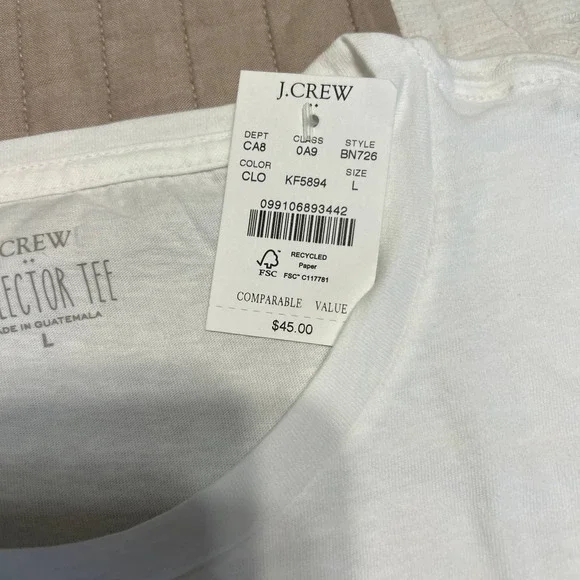 J.CREW
DEPT CLASS STYLE
CA8 0A9 BN726
COLOR SIZE
CLO KF5894 L
099106893442
FSC
RECYCLED
Paper
FSC® C117781
COMPARABLE VALUE
$45.00
CREW
ECTOR TEE
ADE IN GUATEMALA
L